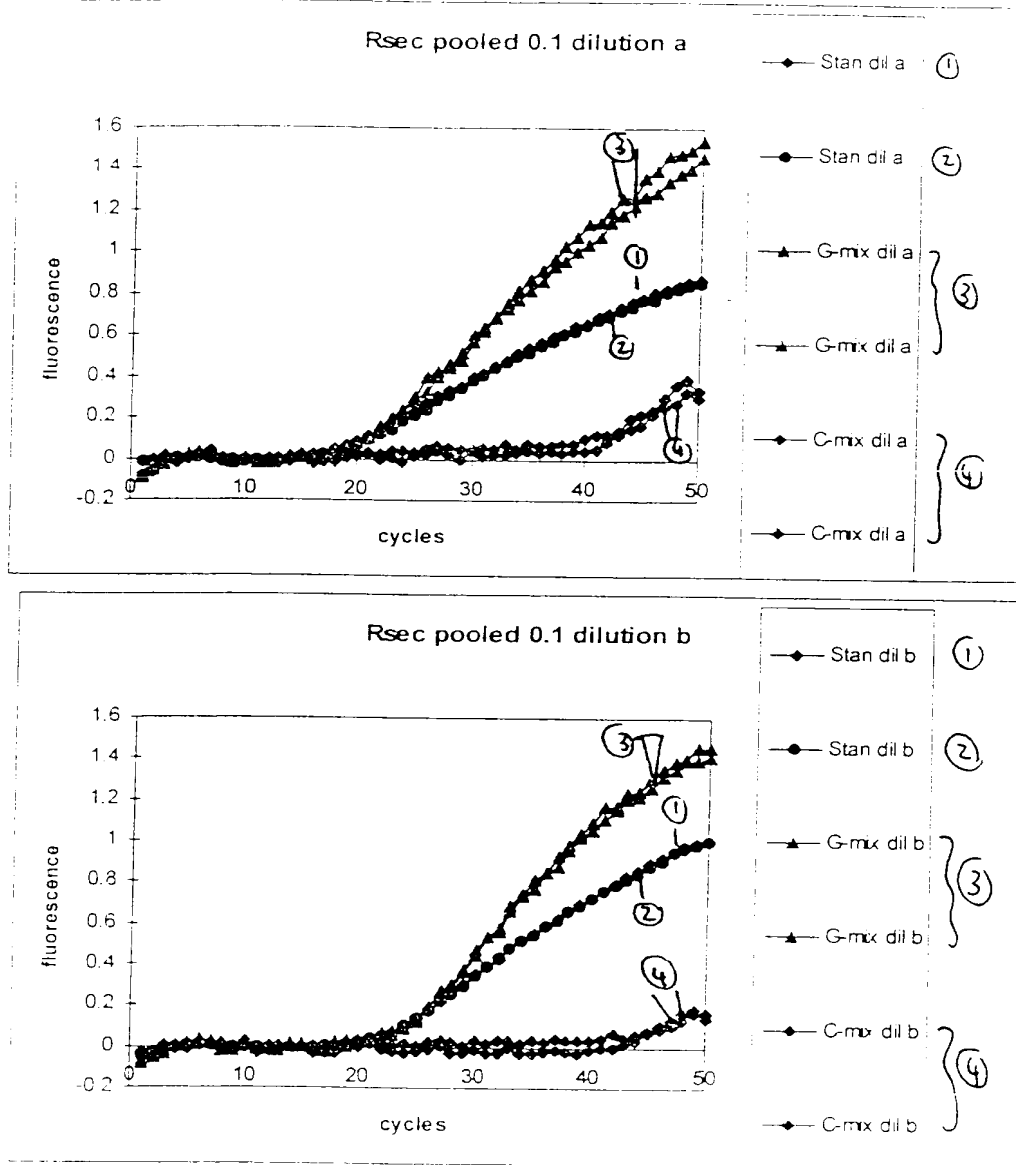 Rsec pooled 0.1 dilution a
Stan dil a ①
Stan dil a ②
G-mix dil a
G-mix dil a
③
C-mix dil a
C-mix dil a
④
fluorescence
1.6
1.4
1.2
1
0.8
0.6
0.4
0.2
0
-0.2
③
①
②
④
0 10 20 30 40 50
cycles
Rsec pooled 0.1 dilution b
Stan dil b ①
Stan dil b ②
G-mix dil b
G-mix dil b
③
C-mix dil b
C-mix dil b
④
fluorescence
1.6
1.4
1.2
1
0.8
0.6
0.4
0.2
0
-0.2
③
①
②
④
0 10 20 30 40 50
cycles